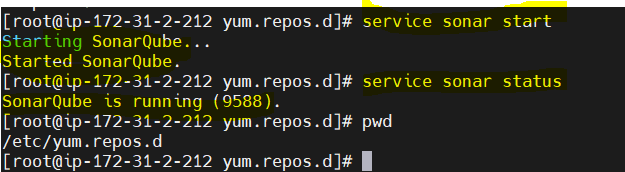 [root@ip-172-31-2-212 yum.repos.d]# service sonar start
Starting SonarQube...
Started SonarQube.
[root@ip-172-31-2-212 yum.repos.d]# service sonar status
SonarQube is running (9588).
[root@ip-172-31-2-212 yum.repos.d]# pwd
/etc/yum.repos.d
[root@ip-172-31-2-212 yum.repos.d]#